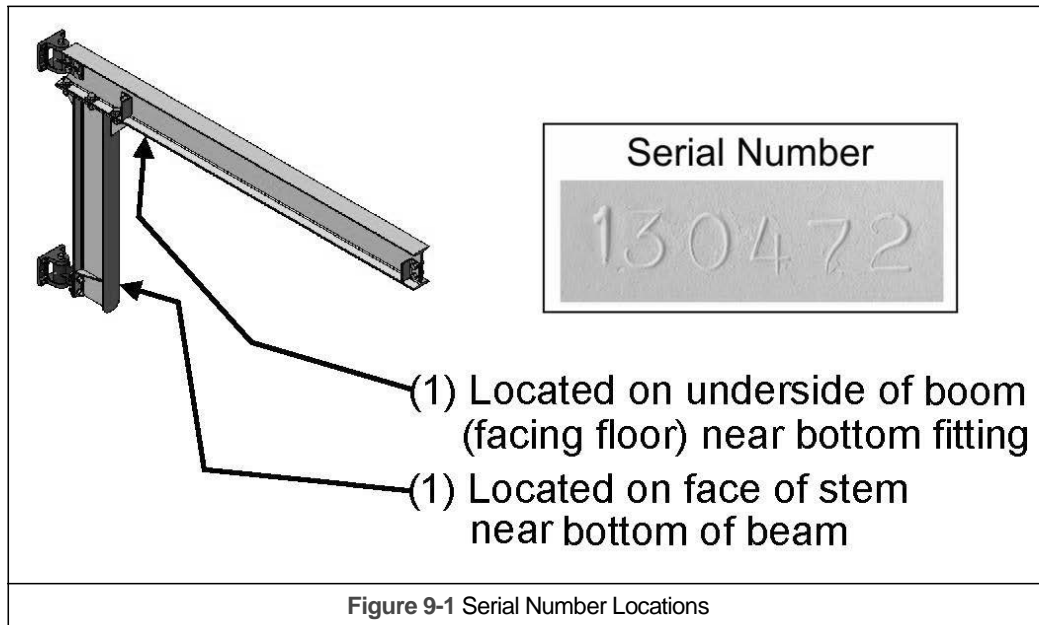 Serial Number
130472
(1) Located on underside of boom
(facing floor) near bottom fitting
(1) Located on face of stem
near bottom of beam
Figure 9-1 Serial Number Locations